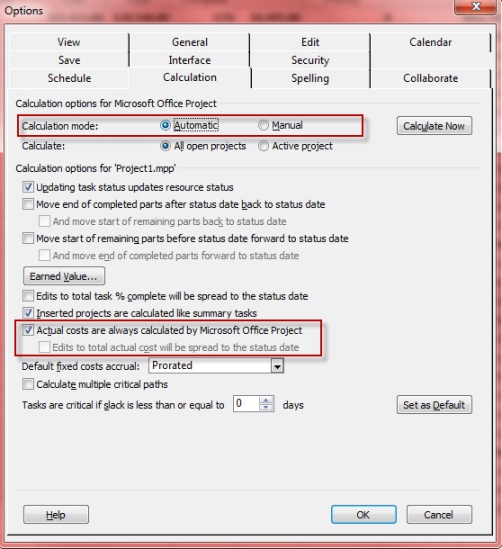 Options
View General Edit Calendar
Save Interface Security
Schedule Calculation Spelling Collaborate
Calculation options for Microsoft Office Project
Calculation mode: Automatic Manual Calculate Now
Calculate: All open projects Active project
Calculation options for 'Project1.mpp'
Updating task status updates resource status
Move end of completed parts after status date back to status date
And move start of remaining parts back to status date
Move start of remaining parts before status date forward to status date
And move end of completed parts forward to status date
Earned Value...
Edits to total task % complete will be spread to the status date
Inserted projects are calculated like summary tasks
Actual costs are always calculated by Microsoft Office Project
Edits to total actual cost will be spread to the status date
Default fixed costs accrual: Prorated
Calculate multiple critical paths
Tasks are critical if slack is less than or equal to 0 days Set as Default
Help OK Cancel